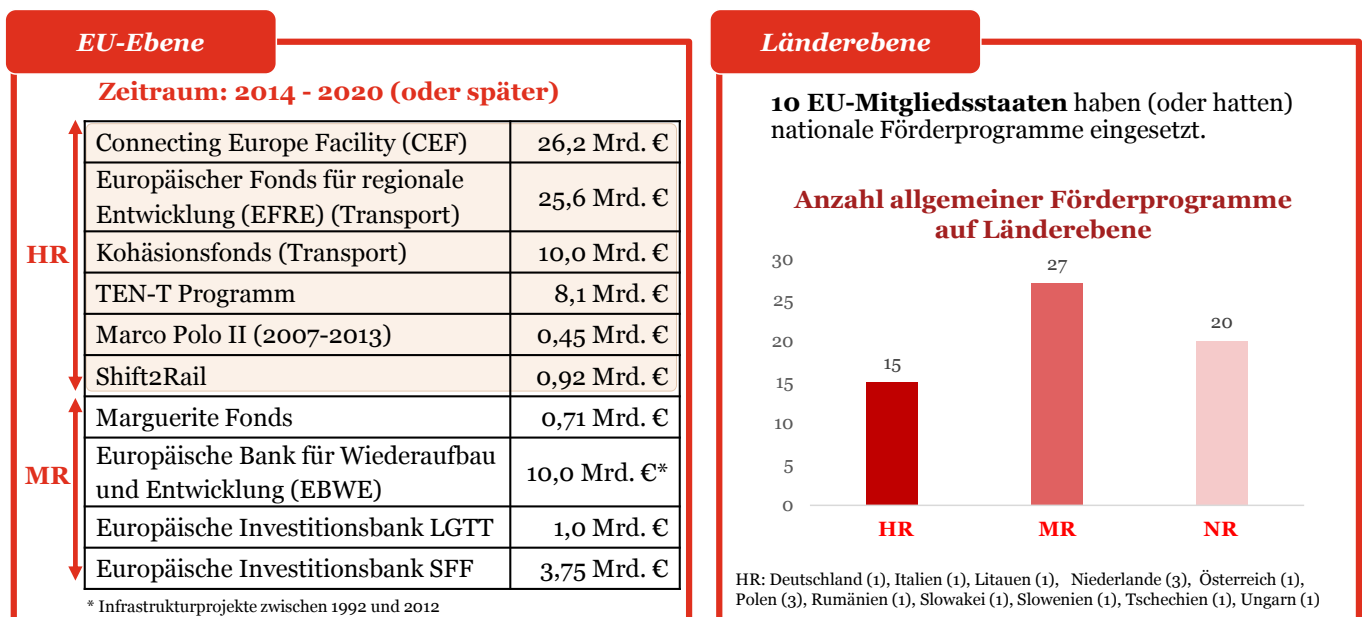 EU-Ebene
Zeitraum: 2014 - 2020 (oder später)
HR
Connecting Europe Facility (CEF) 26,2 Mrd. €
Europäischer Fonds für regionale
Entwicklung (EFRE) (Transport) 25,6 Mrd. €
Kohäsionsfonds (Transport) 10,0 Mrd. €
TEN-T Programm 8,1 Mrd. €
Marco Polo II (2007-2013) 0,45 Mrd. €
Shift2Rail 0,92 Mrd. €
MR
Marguerite Fonds 0,71 Mrd. €
Europäische Bank für Wiederaufbau
und Entwicklung (EBWE) 10,0 Mrd. €*
Europäische Investitionsbank LGTT 1,0 Mrd. €
Europäische Investitionsbank SFF 3,75 Mrd. €
* Infrastrukturprojekte zwischen 1992 und 2012
Länderebene
10 EU-Mitgliedsstaaten haben (oder hatten)
nationale Förderprogramme eingesetzt.
Anzahl allgemeiner Förderprogramme
auf Länderebene
30
25
20
15
10
5
0
15
27
20
HR MR NR
HR: Deutschland (1), Italien (1), Litauen (1), Niederlande (3), Österreich (1),
Polen (3), Rumänien (1), Slowakei (1), Slowenien (1), Tschechien (1), Ungarn (1)